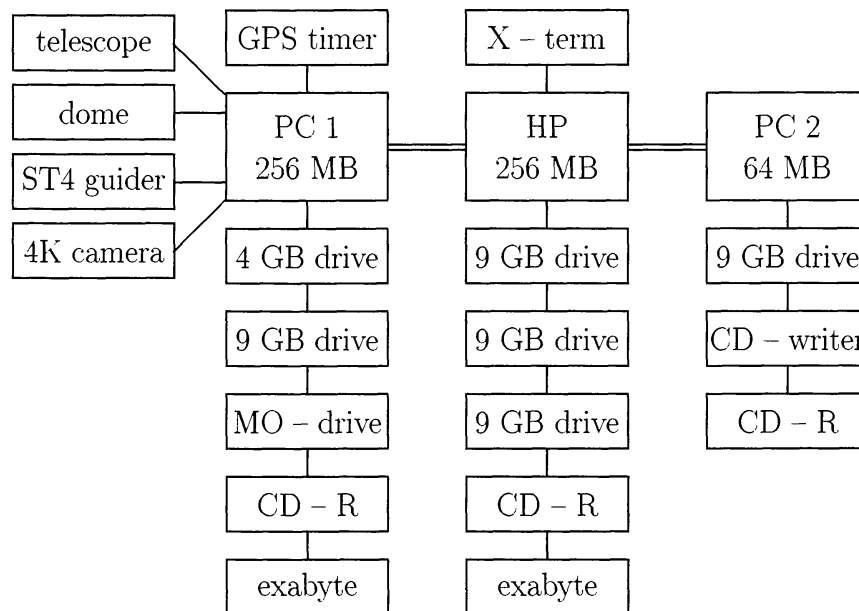 telescope
GPS timer
X – term
dome
PC 1
256 MB
HP
256 MB
PC 2
64 MB
ST4 guider
4K camera
4 GB drive
9 GB drive
9 GB drive
9 GB drive
9 GB drive
CD – writer
MO – drive
9 GB drive
CD – R
CD – R
CD – R
exabyte
exabyte